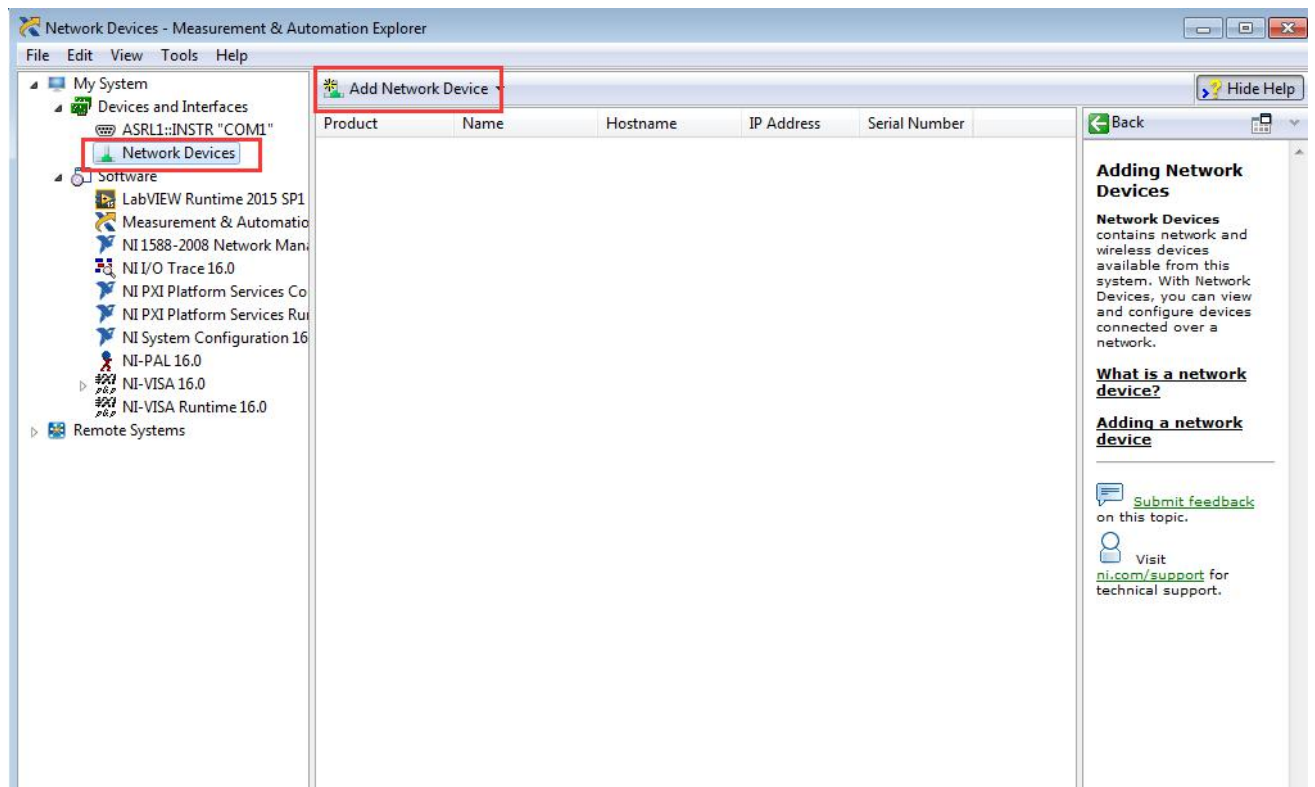 Network Devices - Measurement & Automation Explorer
File Edit View Tools Help
My System
Devices and Interfaces
ASRL1::INSTR "COM1"
Network Devices
Software
LabVIEW Runtime 2015 SP1
Measurement & Automatio
NI 1588-2008 Network Mana
NI I/O Trace 16.0
NI PXI Platform Services Co
NI PXI Platform Services Ru
NI System Configuration 16
NI-PAL 16.0
NI-VISA 16.0
NI-VISA Runtime 16.0
Remote Systems
Add Network Device
Hide Help
Product Name Hostname IP Address Serial Number
Back
Adding Network
Devices
Network Devices
contains network and
wireless devices
available from this
system. With Network
Devices, you can view
and configure devices
connected over a
network.
What is a network
device?
Adding a network
device
Submit feedback
on this topic.
Visit
ni.com/support for
technical support.